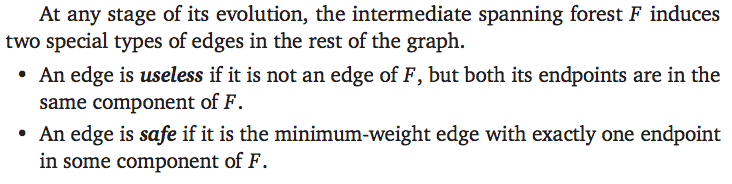 At any stage of its evolution, the intermediate spanning forest F induces
two special types of edges in the rest of the graph.
• An edge is useless if it is not an edge of F, but both its endpoints are in the
same component of F.
• An edge is safe if it is the minimum-weight edge with exactly one endpoint
in some component of F.